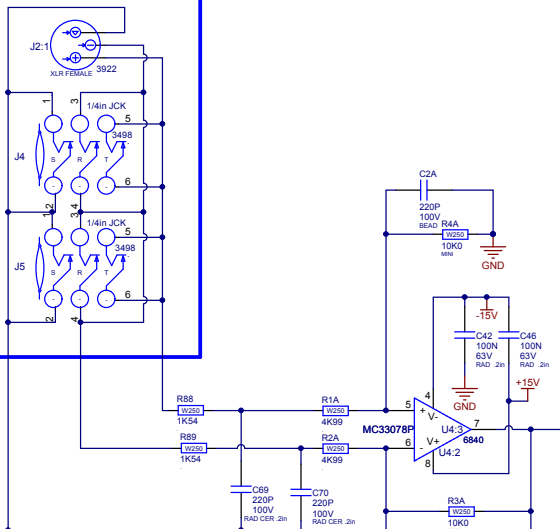 J2:1
XLR FEMALE
3922
1
3
1/4in JCK
5
3498
J4
S
R
T
6
2
4
1
3
1/4in JCK
5
3498
J5
S
R
T
6
2
4
C2A
220P
100V
BEAD
R4A
W250
10K0
MINI
GND
-15V
C42
100N
63V
RAD .2in
C46
100N
63V
RAD .2in
+15V
GND
R88
W250
1K54
R1A
W250
4K99
MC33078P
5
+
4
V-
U4:3
7
6840
6
-
V+
U4:2
8
R89
W250
1K54
R2A
W250
4K99
C69
220P
100V
RAD CER .2in
C70
220P
100V
RAD CER .2in
R3A
W250
10K0